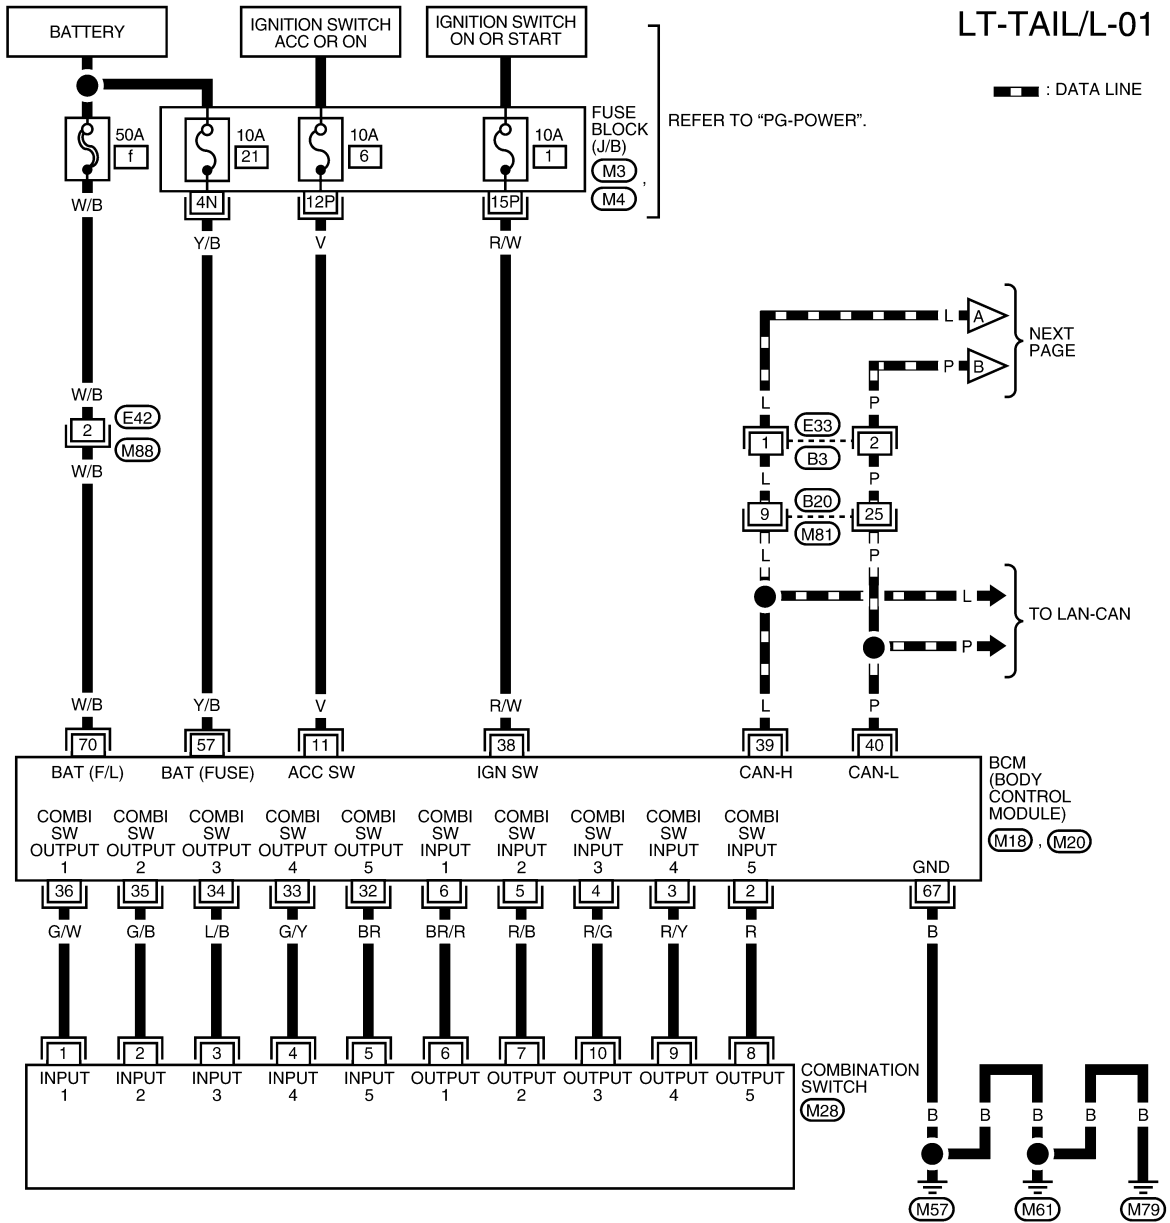 LT-TAIL/L-01
BATTERY
IGNITION SWITCH
ACC OR ON
IGNITION SWITCH
ON OR START
: DATA LINE
50A
f
10A
21
10A
6
10A
1
FUSE
BLOCK
(J/B)
M3 ,
M4
REFER TO “PG-POWER”.
4N
12P
15P
W/B
Y/B
V
R/W
L
A
P
B
NEXT
PAGE
W/B
2
E42
M88
W/B
L
P
1
E33
B3
2
L
P
9
B20
M81
25
L
P
L
P
TO LAN-CAN
W/B
Y/B
V
R/W
L
P
70
57
11
38
39
40
BAT (F/L)
BAT (FUSE)
ACC SW
IGN SW
CAN-H
CAN-L
BCM
(BODY
CONTROL
MODULE)
M18 , M20
COMBI
SW
OUTPUT
1
COMBI
SW
OUTPUT
2
COMBI
SW
OUTPUT
3
COMBI
SW
OUTPUT
4
COMBI
SW
OUTPUT
5
COMBI
SW
INPUT
1
COMBI
SW
INPUT
2
COMBI
SW
INPUT
3
COMBI
SW
INPUT
4
COMBI
SW
INPUT
5
GND
36
35
34
33
32
6
5
4
3
2
67
G/W
G/B
L/B
G/Y
BR
BR/R
R/B
R/G
R/Y
R
B
1
2
3
4
5
6
7
10
9
8
INPUT
1
INPUT
2
INPUT
3
INPUT
4
INPUT
5
OUTPUT
1
OUTPUT
2
OUTPUT
3
OUTPUT
4
OUTPUT
5
COMBINATION
SWITCH
M28
B
B
B
B
B
M57
M61
M79